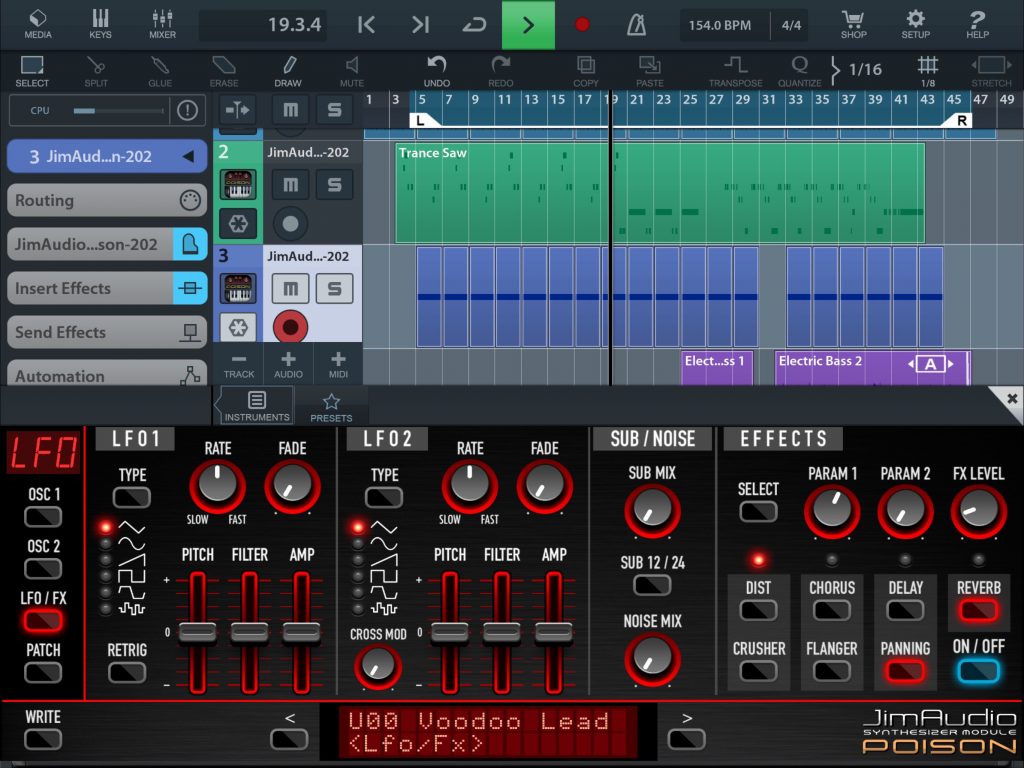 MEDIA KEYS MIXER 19.3.4 154.0 BPM 4/4 SHOP SETUP HELP
SELECT SPLIT GLUE ERASE DRAW MUTE UNDO REDO COPY PASTE TRANSPOSE QUANTIZE 1/16 1/8 STRETCH
CPU M S 1 3 5 7 9 11 13 15 17 19 21 23 25 27 29 31 33 35 37 39 41 43 45 47 49
L R
3 JimAud...n-202 2 JimAud...-202 Trance Saw
M S
Routing
JimAudio...son-202 3 JimAud...-202
Insert Effects M S
Send Effects
Automation TRACK AUDIO MIDI Elect...ss 1 Electric Bass 2 A
INSTRUMENTS PRESETS
LFO LFO1 LFO2 SUB / NOISE EFFECTS
TYPE RATE FADE TYPE RATE FADE SUB MIX PARAM 1 PARAM 2 FX LEVEL
OSC 1 SELECT
SLOW FAST SLOW FAST
OSC 2 PITCH FILTER AMP PITCH FILTER AMP SUB 12 / 24
+ +
LFO / FX DIST CHORUS DELAY REVERB
0 CROSS MOD 0 NOISE MIX
PATCH RETRIG CRUSHER FLANGER PANNING ON / OFF
− −
WRITE < U00 Voodoo Lead > JimAudio
<Lfo/Fx> SYNTHESIZER MODULE
POISON